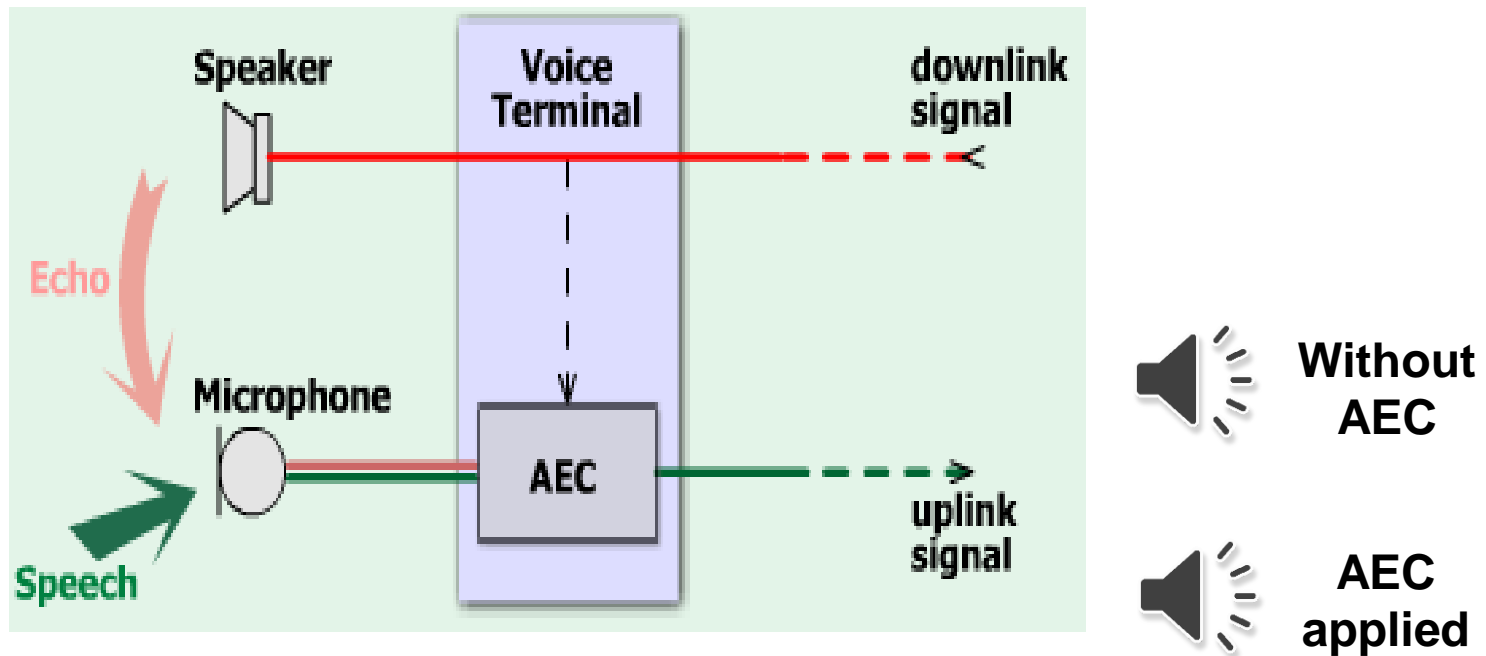 Speaker
Voice
Terminal
downlink
signal
Echo
Microphone
AEC
uplink
signal
Speech
Without
AEC
AEC
applied